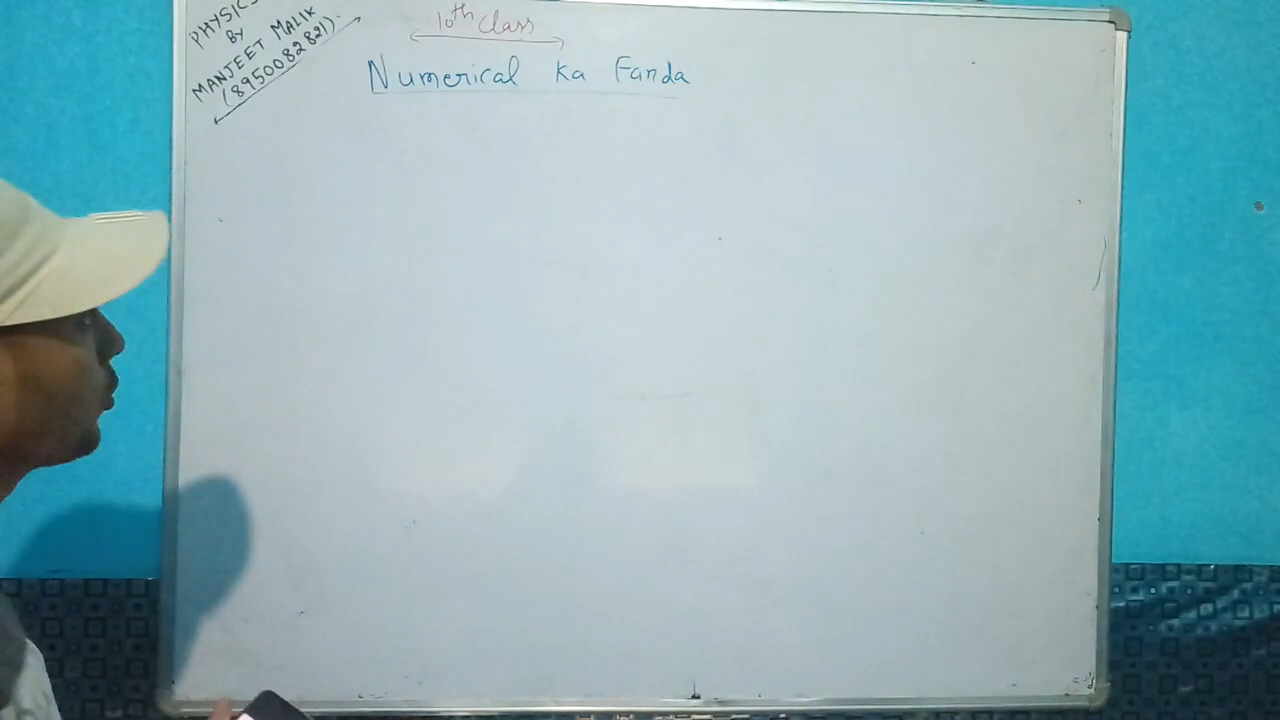 PHYSICS
By
MANJEET MALIK
(8950082821).
10th Class
Numerical ka Fanda